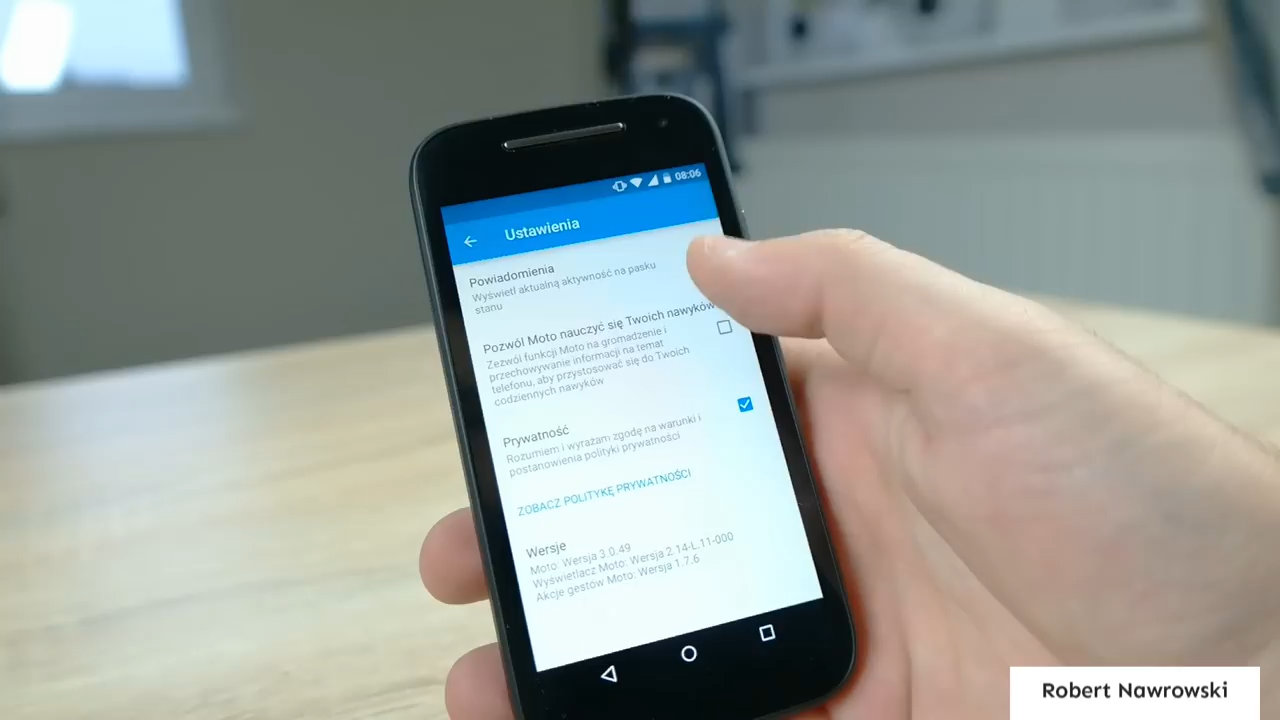 08:06
Ustawienia
Powiadomienia
Wyświetl aktualną aktywność na pasku
stanu
Pozwól Moto nauczyć się Twoich nawyków
Zezwól funkcji Moto na gromadzenie i
przechowywanie informacji na temat
telefonu, aby przystosować się do Twoich
codziennych nawyków
Prywatność
Rozumiem i wyrażam zgodę na warunki i
postanowienia polityki prywatności
ZOBACZ POLITYKĘ PRYWATNOŚCI
Wersje
Moto: Wersja 3.0.49
Wyświetlacz Moto: Wersja 2.14-L.11-000
Akcje gestów Moto: Wersja 1.7.6
Robert Nawrowski